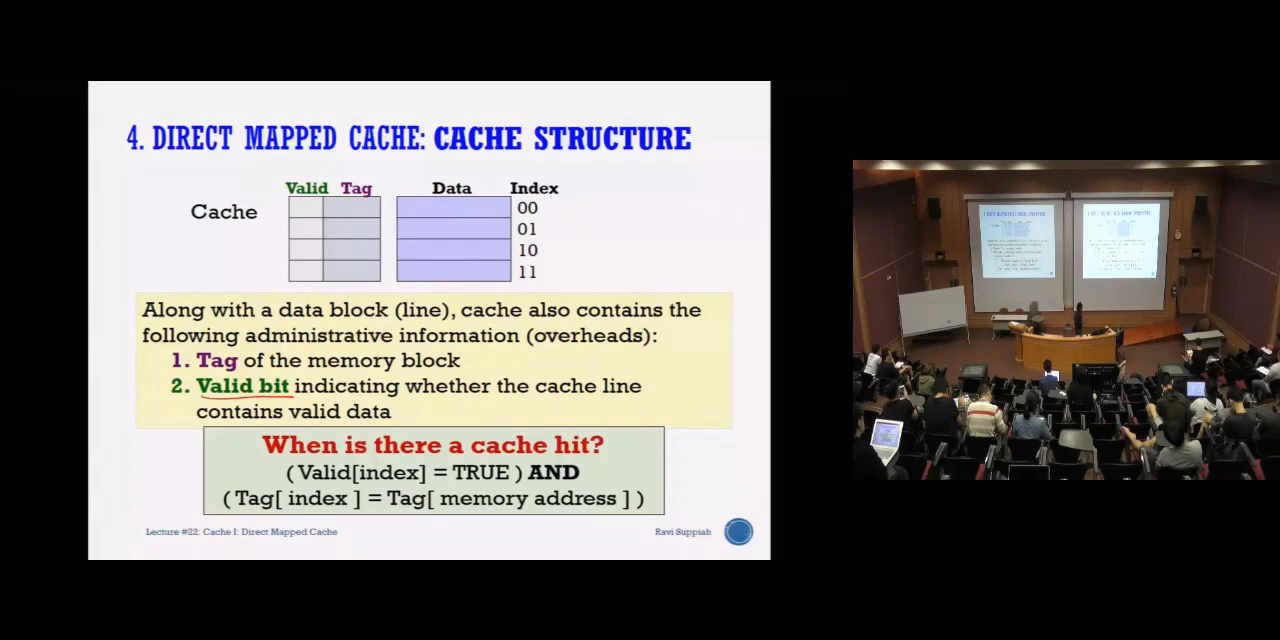 4. DIRECT MAPPED CACHE: CACHE STRUCTURE
Valid Tag Data Index
Cache
00
01
10
11
Along with a data block (line), cache also contains the
following administrative information (overheads):
1. Tag of the memory block
2. Valid bit indicating whether the cache line
contains valid data
When is there a cache hit?
( Valid[index] = TRUE ) AND
( Tag[ index ] = Tag[ memory address ] )
Lecture #22: Cache I: Direct Mapped Cache
Ravi Suppiah